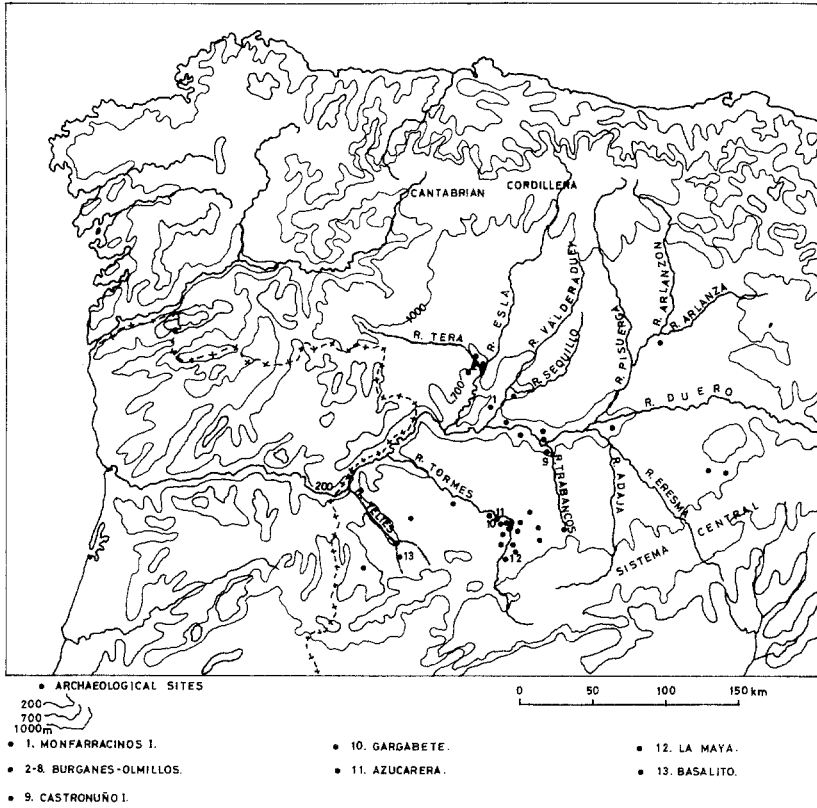 CANTABRIAN CORDILLERA
1000
R. TERA
R. ESLA
R. VALDERADUEY
R. SEQUILLO
R. PISUERGA
R. ARLANZON
R. ARLANZA
700
1
R. DUERO
9
200
R. TORMES
R. TRABANCOS
R. ADAJA
R. ERESMA
11
10
12
13
SISTEMA CENTRAL
ARCHAEOLOGICAL SITES
200
700
1000m
0 50 100 150 km
1. MONFARRACINOS I.
2-8. BURGANES-OLMILLOS.
9. CASTRONUÑO I.
10. GARGABETE.
11. AZUCARERA.
12. LA MAYA.
13. BASALITO.